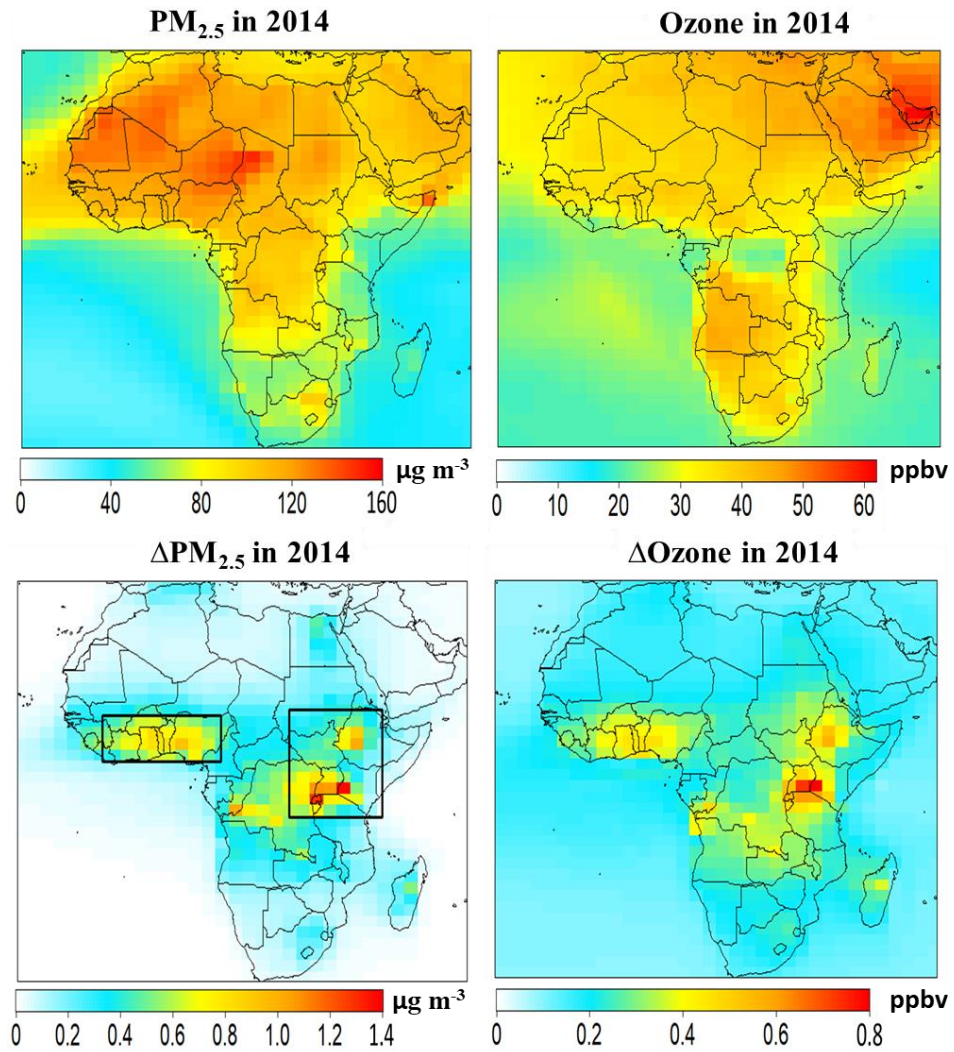 PM2.5 in 2014
Ozone in 2014
0 40 80 120 160 µg m-3
0 10 20 30 40 50 60 ppbv
∆PM2.5 in 2014
∆Ozone in 2014
0 0.2 0.4 0.6 0.8 1.0 1.2 1.4 µg m-3
0 0.2 0.4 0.6 0.8 ppbv